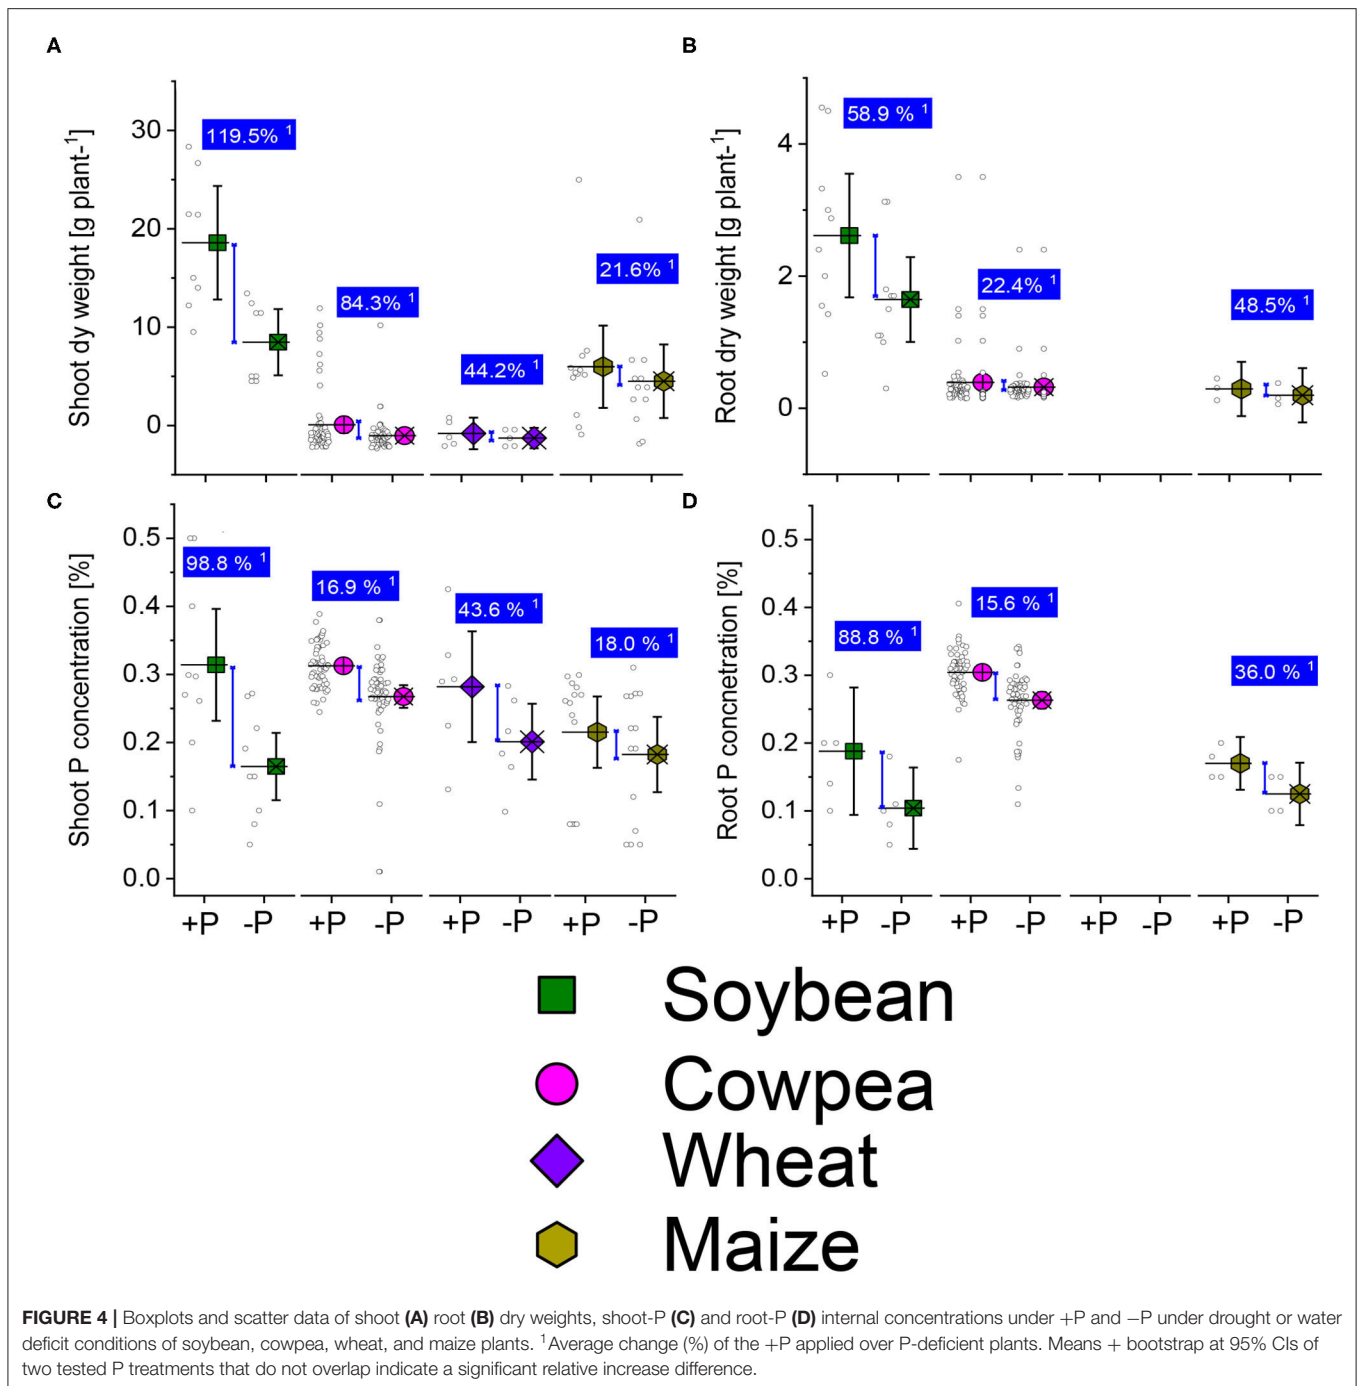 A
B
Shoot dy weight [g plant-¹]
30
20
10
0
119.5% ¹
84.3% ¹
44.2% ¹
21.6% ¹
Root dry weight [g plant-¹]
4
2
0
58.9 % ¹
22.4% ¹
48.5% ¹
C
D
Shoot P concentration [%]
0.5
0.4
0.3
0.2
0.1
0.0
98.8 % ¹
16.9 % ¹
43.6 % ¹
18.0 % ¹
+P -P +P -P +P -P +P -P
Root P concnetration [%]
0.5
0.4
0.3
0.2
0.1
0.0
88.8 % ¹
15.6 % ¹
36.0 % ¹
+P -P +P -P +P -P +P -P
Soybean
Cowpea
Wheat
Maize
FIGURE 4 | Boxplots and scatter data of shoot (A) root (B) dry weights, shoot-P (C) and root-P (D) internal concentrations under +P and −P under drought or water
deficit conditions of soybean, cowpea, wheat, and maize plants. ¹Average change (%) of the +P applied over P-deficient plants. Means + bootstrap at 95% CIs of
two tested P treatments that do not overlap indicate a significant relative increase difference.